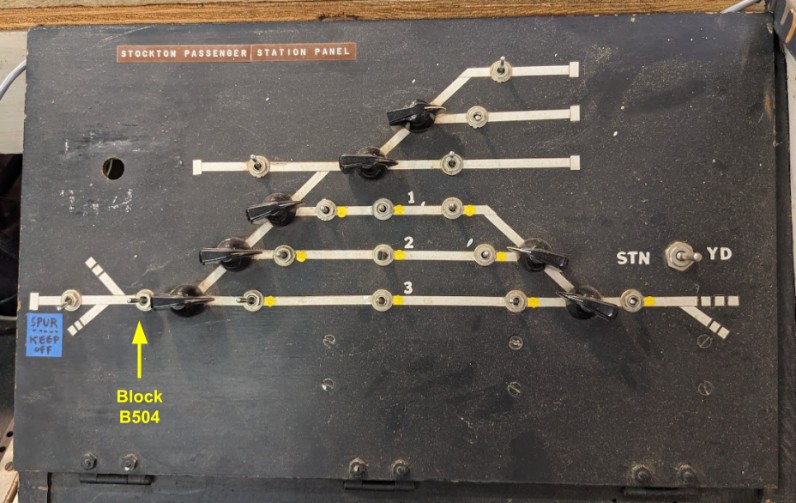 STOCKTON PASSENGER STATION PANEL
1
2
STN YD
3
SPUR
KEEP
OFF
Block
B504